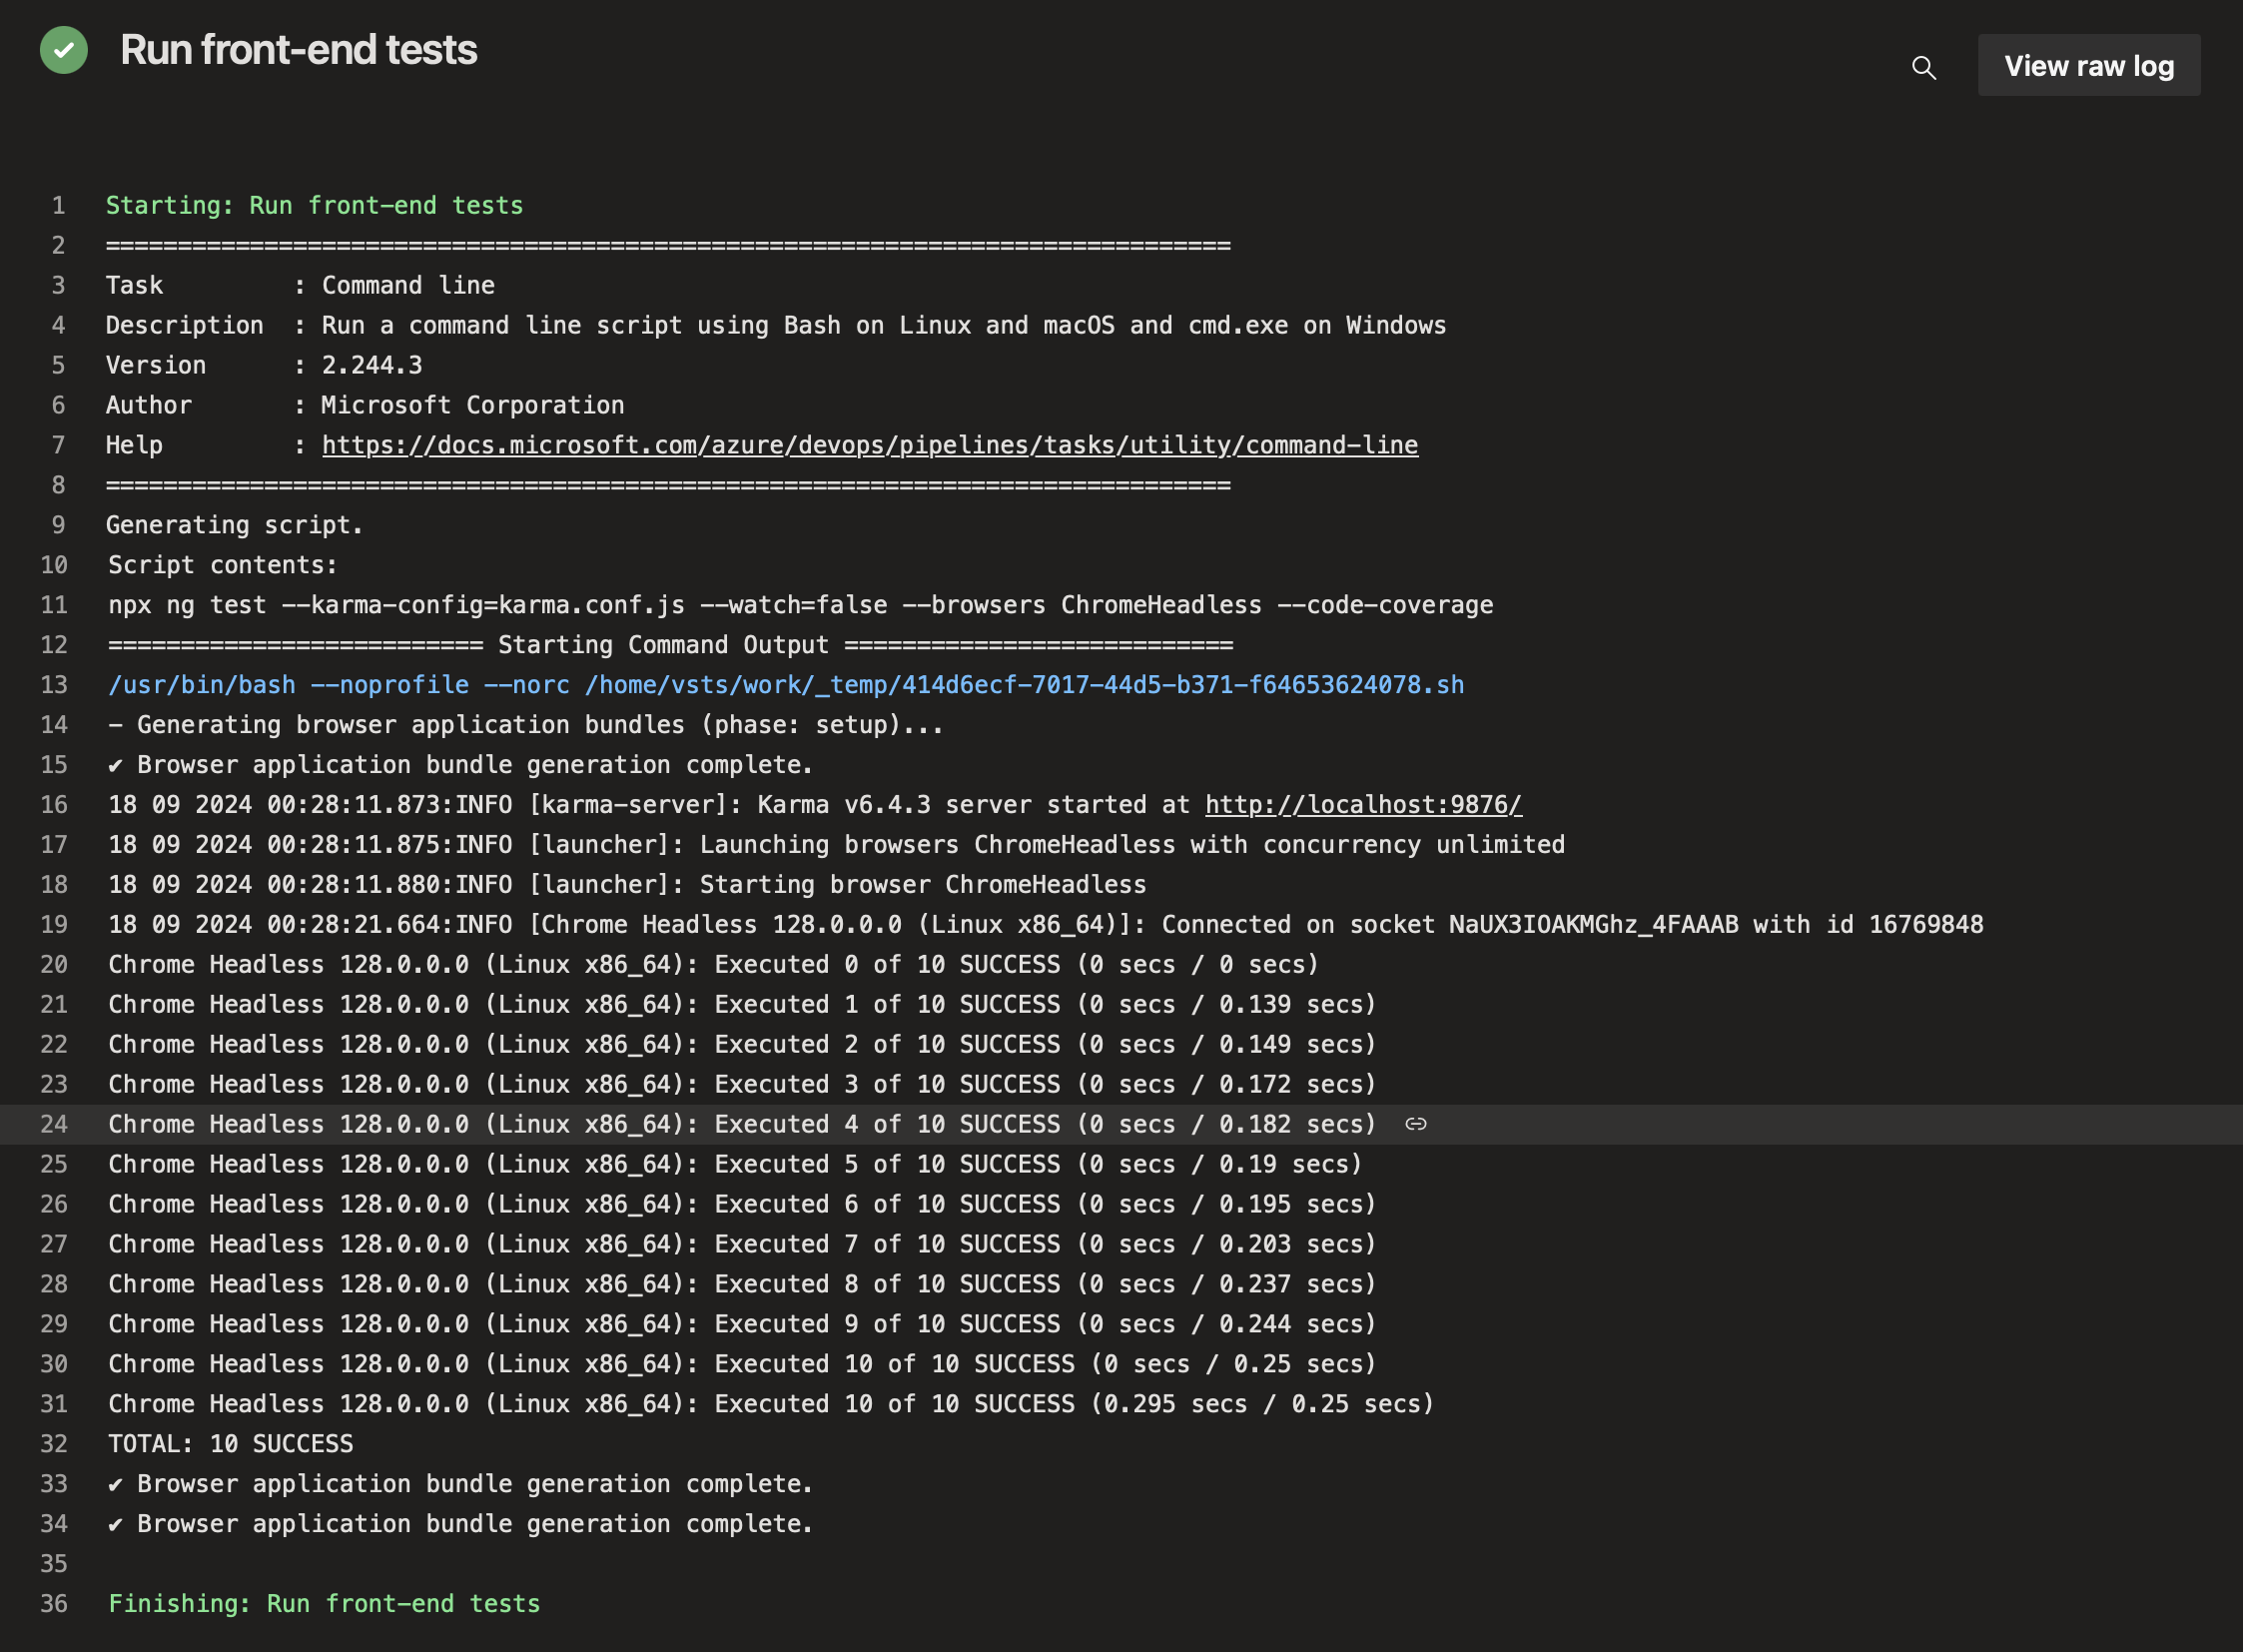 Run front-end tests
View raw log
1 Starting: Run front-end tests
2 ==============================================================================
3 Task         : Command line
4 Description  : Run a command line script using Bash on Linux and macOS and cmd.exe on Windows
5 Version      : 2.244.3
6 Author       : Microsoft Corporation
7 Help         : https://docs.microsoft.com/azure/devops/pipelines/tasks/utility/command-line
8 ==============================================================================
9 Generating script.
10 Script contents:
11 npx ng test --karma-config=karma.conf.js --watch=false --browsers ChromeHeadless --code-coverage
12 ========================== Starting Command Output ===========================
13 /usr/bin/bash --noprofile --norc /home/vsts/work/_temp/414d6ecf-7017-44d5-b371-f64653624078.sh
14 - Generating browser application bundles (phase: setup)...
15 ✔ Browser application bundle generation complete.
16 18 09 2024 00:28:11.873:INFO [karma-server]: Karma v6.4.3 server started at http://localhost:9876/
17 18 09 2024 00:28:11.875:INFO [launcher]: Launching browsers ChromeHeadless with concurrency unlimited
18 18 09 2024 00:28:11.880:INFO [launcher]: Starting browser ChromeHeadless
19 18 09 2024 00:28:21.664:INFO [Chrome Headless 128.0.0.0 (Linux x86_64)]: Connected on socket NaUX3IOAKMGhz_4FAAAB with id 16769848
20 Chrome Headless 128.0.0.0 (Linux x86_64): Executed 0 of 10 SUCCESS (0 secs / 0 secs)
21 Chrome Headless 128.0.0.0 (Linux x86_64): Executed 1 of 10 SUCCESS (0 secs / 0.139 secs)
22 Chrome Headless 128.0.0.0 (Linux x86_64): Executed 2 of 10 SUCCESS (0 secs / 0.149 secs)
23 Chrome Headless 128.0.0.0 (Linux x86_64): Executed 3 of 10 SUCCESS (0 secs / 0.172 secs)
24 Chrome Headless 128.0.0.0 (Linux x86_64): Executed 4 of 10 SUCCESS (0 secs / 0.182 secs)
25 Chrome Headless 128.0.0.0 (Linux x86_64): Executed 5 of 10 SUCCESS (0 secs / 0.19 secs)
26 Chrome Headless 128.0.0.0 (Linux x86_64): Executed 6 of 10 SUCCESS (0 secs / 0.195 secs)
27 Chrome Headless 128.0.0.0 (Linux x86_64): Executed 7 of 10 SUCCESS (0 secs / 0.203 secs)
28 Chrome Headless 128.0.0.0 (Linux x86_64): Executed 8 of 10 SUCCESS (0 secs / 0.237 secs)
29 Chrome Headless 128.0.0.0 (Linux x86_64): Executed 9 of 10 SUCCESS (0 secs / 0.244 secs)
30 Chrome Headless 128.0.0.0 (Linux x86_64): Executed 10 of 10 SUCCESS (0 secs / 0.25 secs)
31 Chrome Headless 128.0.0.0 (Linux x86_64): Executed 10 of 10 SUCCESS (0.295 secs / 0.25 secs)
32 TOTAL: 10 SUCCESS
33 ✔ Browser application bundle generation complete.
34 ✔ Browser application bundle generation complete.
35
36 Finishing: Run front-end tests